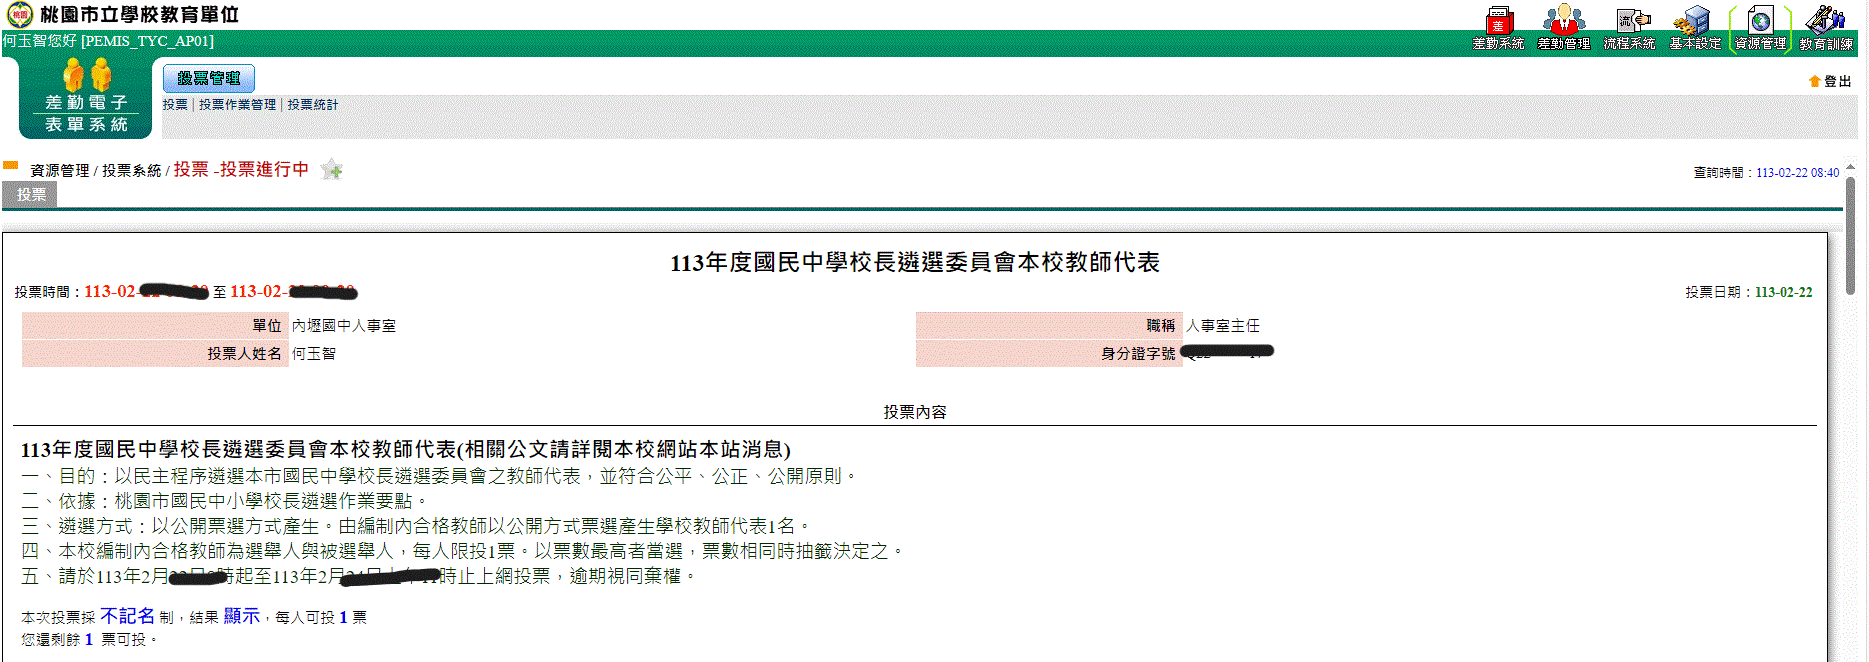 桃園市立學校教育單位
何玉智您好 [PEMIS_TYC_AP01]
差勤系統 差勤管理 流程系統 基本設定 資源管理 教育訓練
差勤電子
表單系統
投票管理
登出
投票 | 投票作業管理 | 投票統計
資源管理 / 投票系統 / 投票 -投票進行中
查詢時間：113-02-22 08:40
投票
113年度國民中學校長遴選委員會本校教師代表
投票時間：113-02- 至 113-02-
投票日期：113-02-22
單位 內壢國中人事室 職稱 人事室主任
投票人姓名 何玉智 身分證字號
投票內容
113年度國民中學校長遴選委員會本校教師代表(相關公文請詳閱本校網站本站消息)
一、目的：以民主程序遴選本市國民中學校長遴選委員會之教師代表，並符合公平、公正、公開原則。
二、依據：桃園市國民中小學校長遴選作業要點。
三、遴選方式：以公開票選方式產生。由編制內合格教師以公開方式票選產生學校教師代表1名。
四、本校編制內合格教師為選舉人與被選舉人，每人限投1票。以票數最高者當選，票數相同時抽籤決定之。
五、請於113年2月 時起至113年2月 時止上網投票，逾期視同棄權。
本次投票採 不記名 制，結果 顯示，每人可投 1 票
您還剩餘 1 票可投。